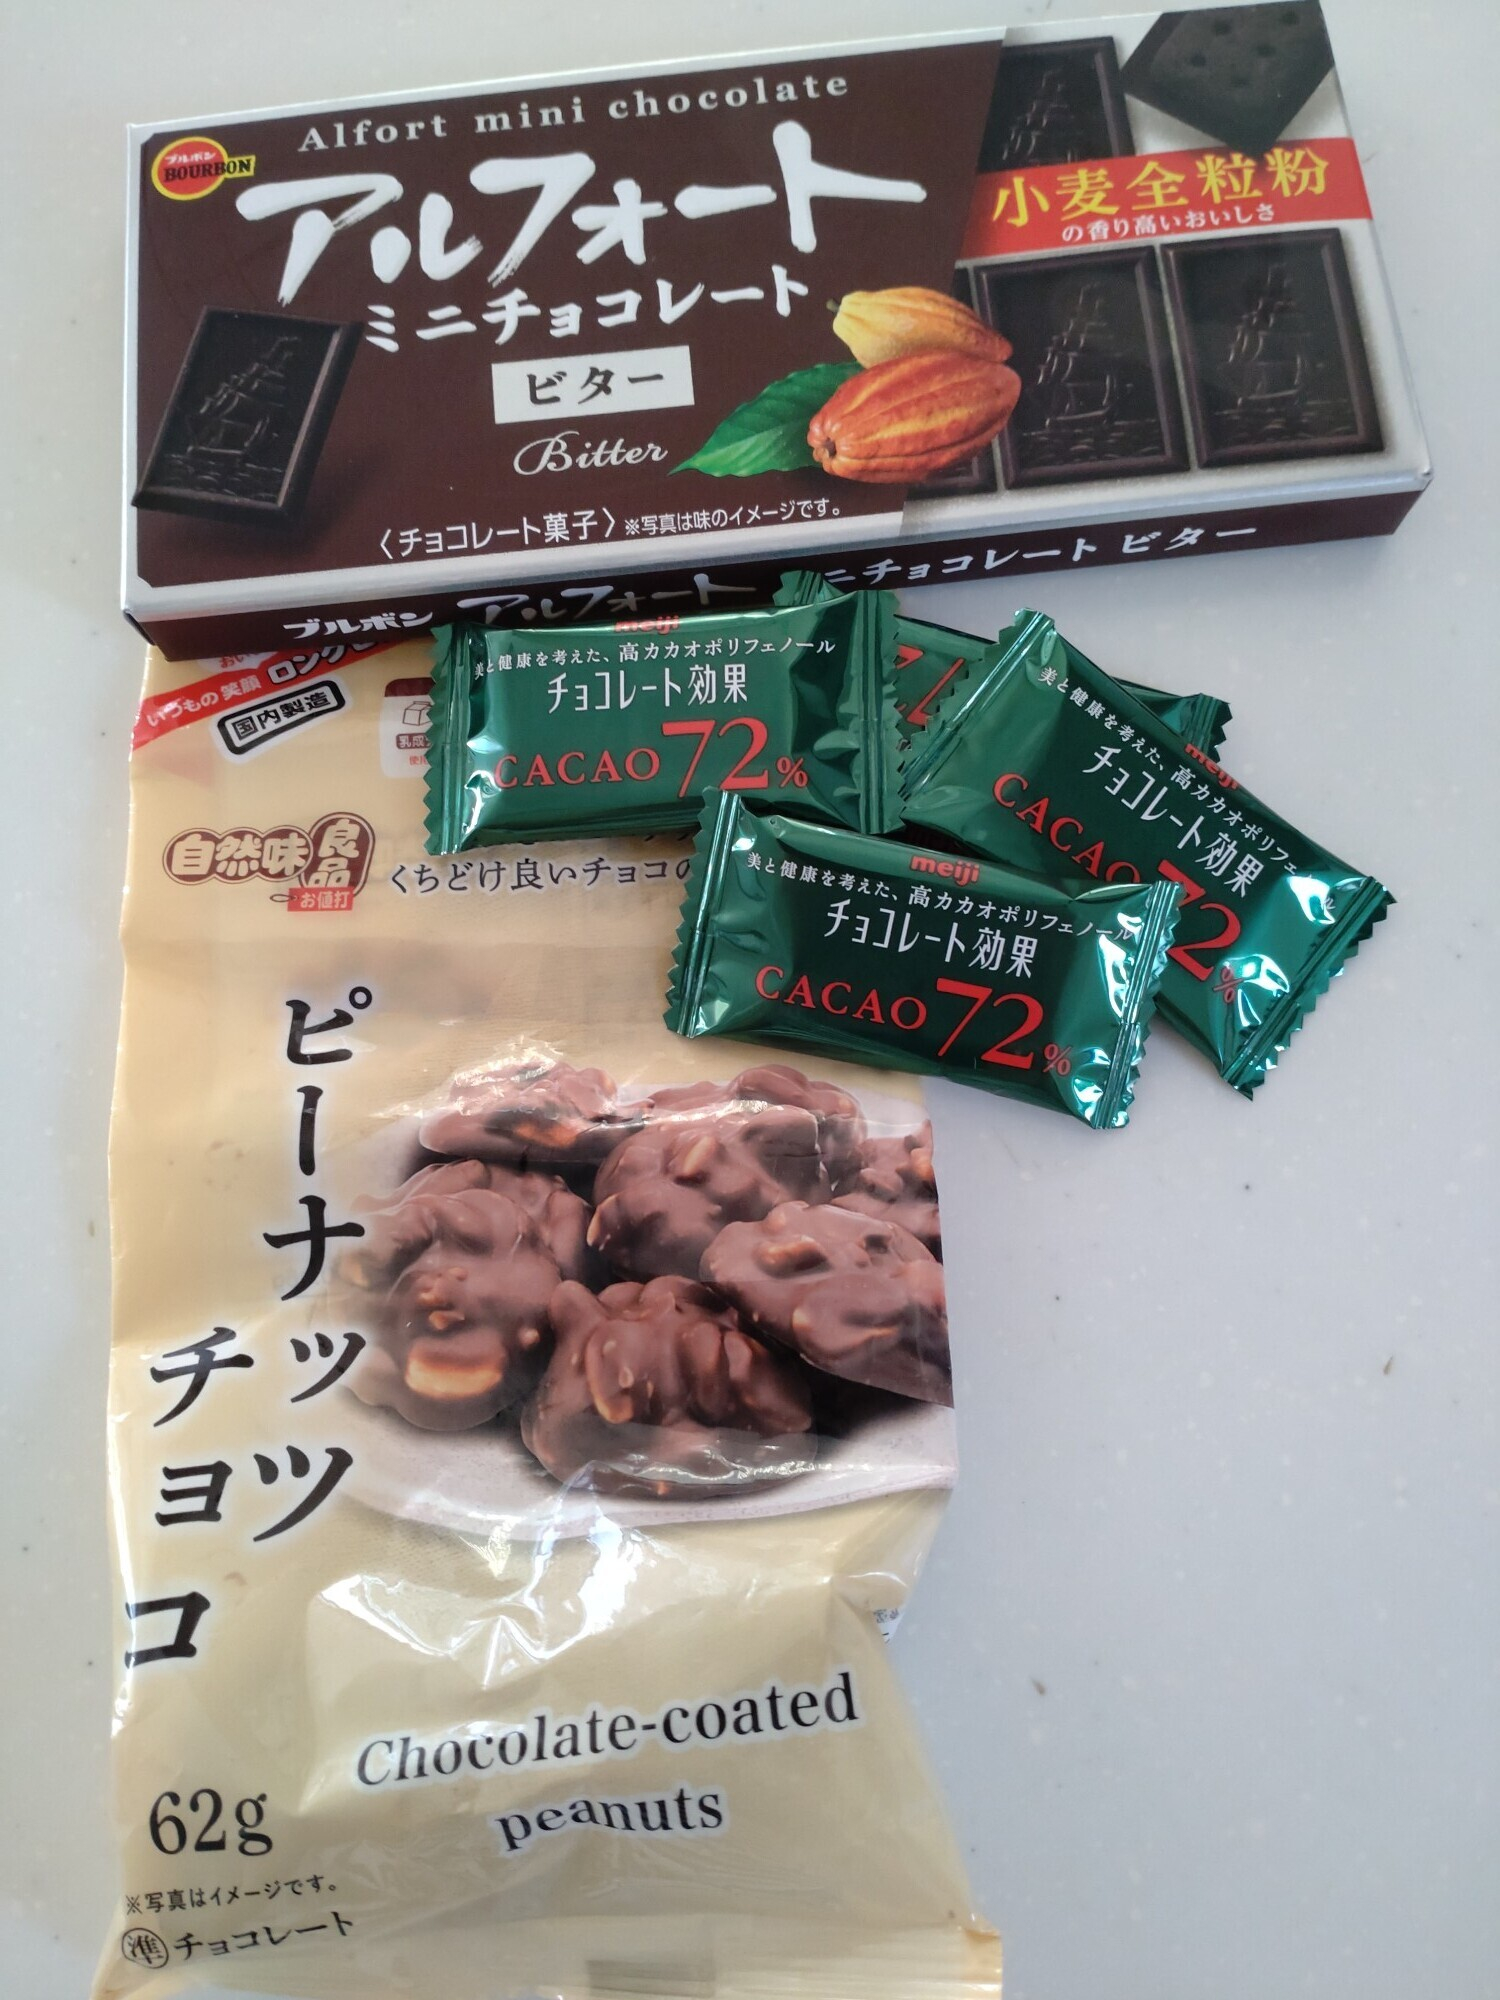 Alfort mini chocolate
ブルボン
BOURBON
アルフォート
ミニチョコレート
ビター
Bitter
小麦全粒粉
の香り高いおいしさ
〈チョコレート菓子〉※写真は味のイメージです。
ブルボン アルフォート ミニチョコレート ビター
meiji
美と健康を考えた、高カカオポリフェノール
チョコレート効果
CACAO 72%
meiji
美と健康を考えた、高カカオポリフェノール
チョコレート効果
CACAO 72%
meiji
美と健康を考えた、高カカオポリフェノール
チョコレート効果
CACAO 72%
いつもの笑顔
国内製造
自然味良品
お値打
くちどけ良いチョコの
ピーナッツ
チョコ
Chocolate-coated
peanuts
62g
※写真はイメージです。
準チョコレート